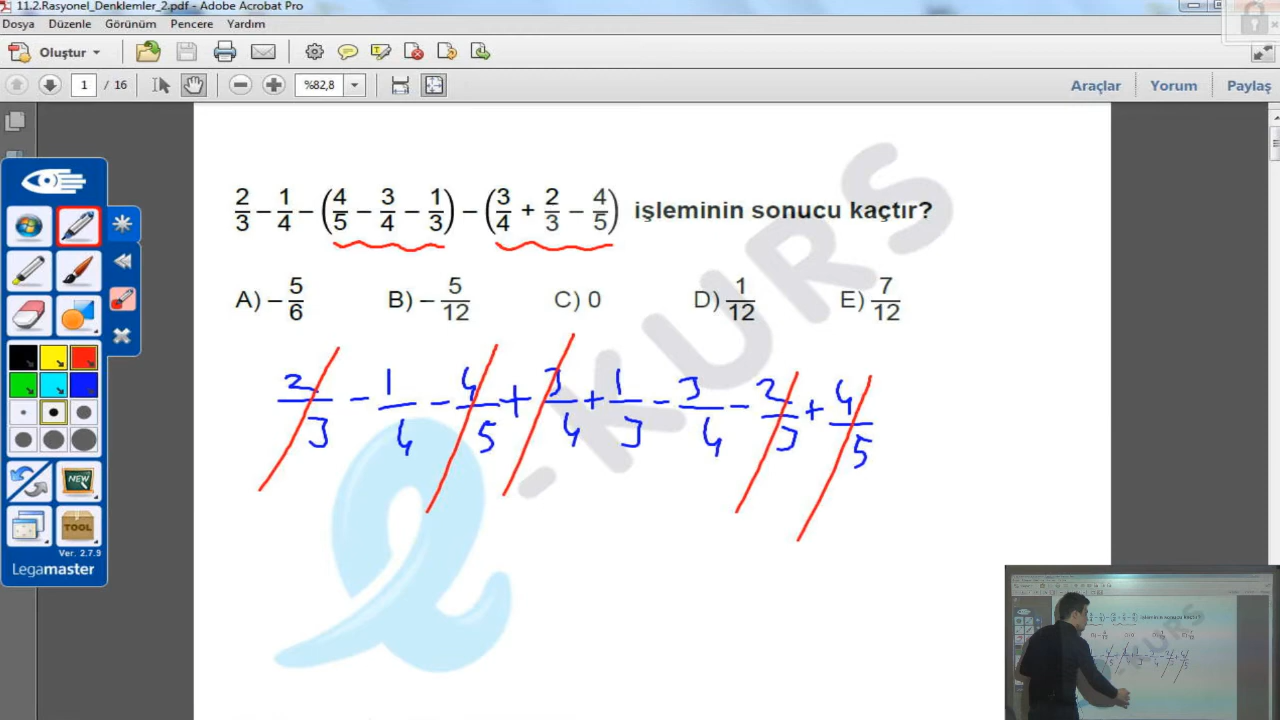 11.2.Rasyonel_Denklemler_2.pdf - Adobe Acrobat Pro
Dosya Düzenle Görünüm Pencere Yardım
Oluştur
1 / 16 %82,8 Araçlar Yorum Paylaş
2/3 − 1/4 − (4/5 − 3/4 − 1/3) − (3/4 + 2/3 − 4/5) işleminin sonucu kaçtır?
A) − 5/6 B) − 5/12 C) 0 D) 1/12 E) 7/12
2/3 − 1/4 − 4/5 + 3/4 + 1/3 − 3/4 − 2/3 + 4/5
-KURS
NEW
TOOL
Ver. 2.7.9
Legamaster